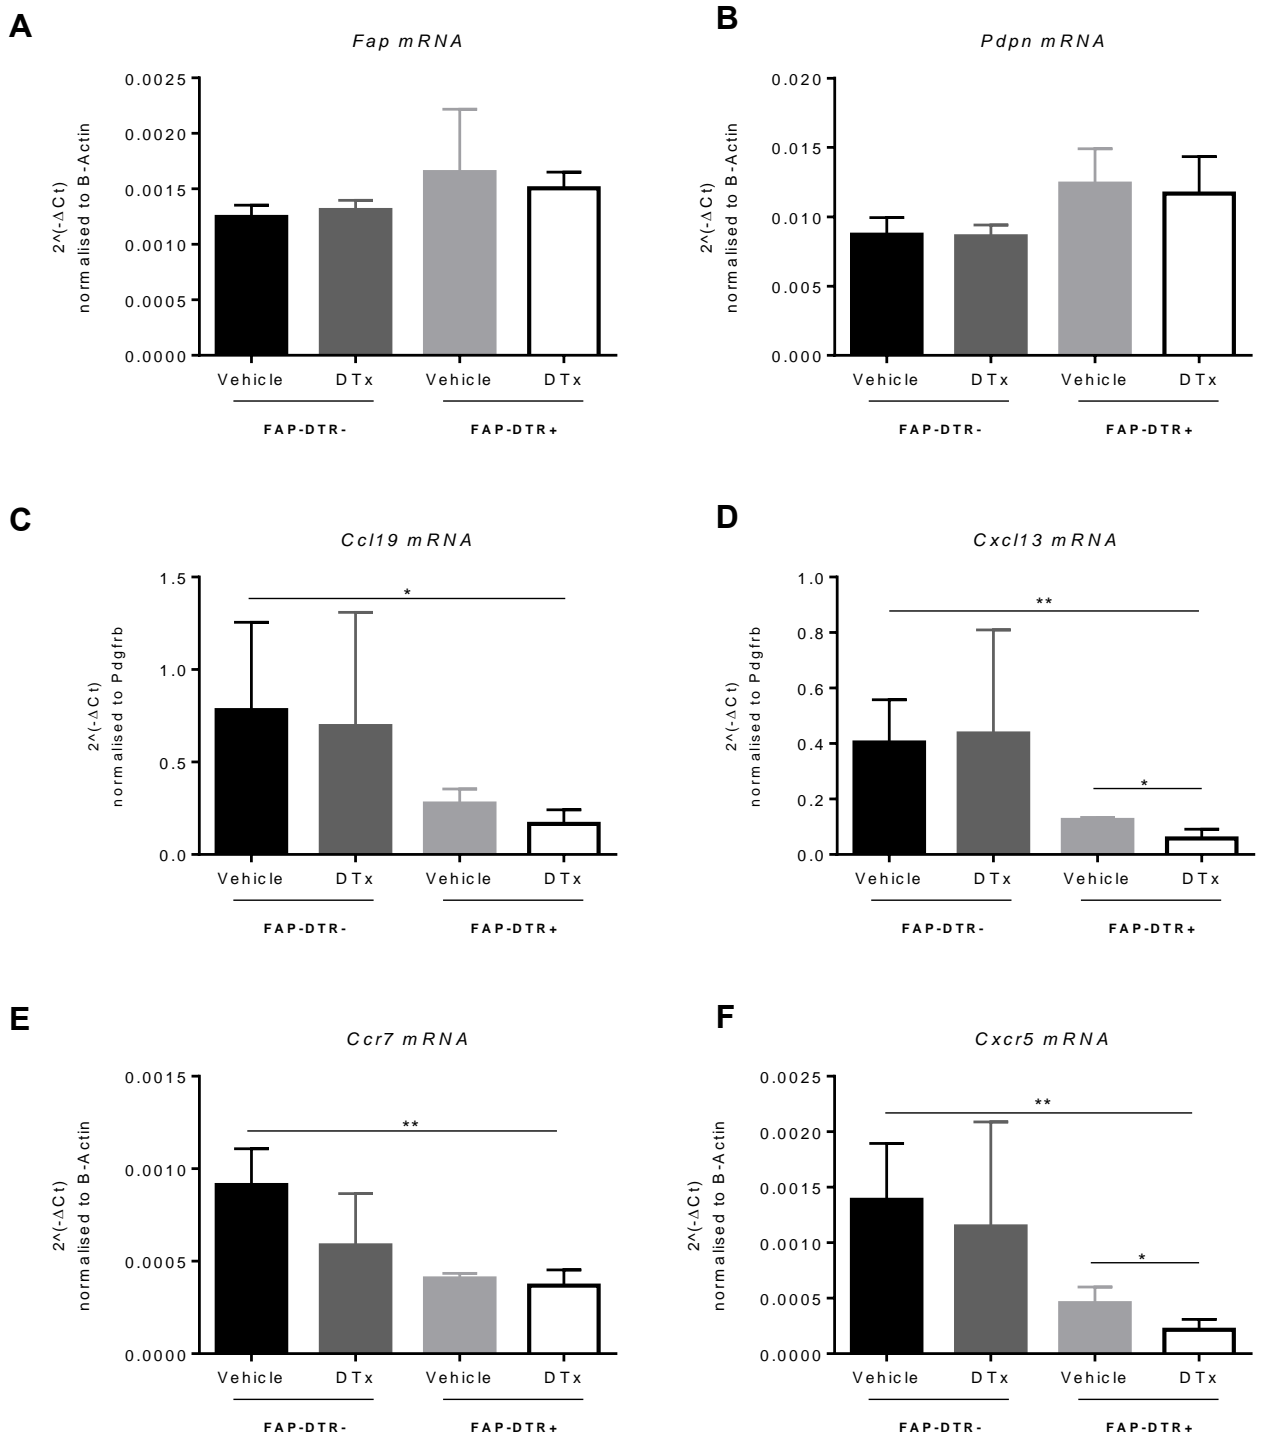 A
Fap mRNA
2^(-ΔCt)
normalised to B-Actin
0.0025
0.0020
0.0015
0.0010
0.0005
0.0000
Vehicle DTx Vehicle DTx
FAP-DTR- FAP-DTR+
B
Pdpn mRNA
2^(-ΔCt)
normalised to B-Actin
0.020
0.015
0.010
0.005
0.000
Vehicle DTx Vehicle DTx
FAP-DTR- FAP-DTR+
C
Ccl19 mRNA
2^(-ΔCt)
normalised to Pdgfrb
1.5
1.0
0.5
0.0
*
Vehicle DTx Vehicle DTx
FAP-DTR- FAP-DTR+
D
Cxcl13 mRNA
2^(-ΔCt)
normalised to Pdgfrb
1.0
0.8
0.6
0.4
0.2
0.0
**
*
Vehicle DTx Vehicle DTx
FAP-DTR- FAP-DTR+
E
Ccr7 mRNA
2^(-ΔCt)
normalised to B-Actin
0.0015
0.0010
0.0005
0.0000
**
Vehicle DTx Vehicle DTx
FAP-DTR- FAP-DTR+
F
Cxcr5 mRNA
2^(-ΔCt)
normalised to B-Actin
0.0025
0.0020
0.0015
0.0010
0.0005
0.0000
**
*
Vehicle DTx Vehicle DTx
FAP-DTR- FAP-DTR+